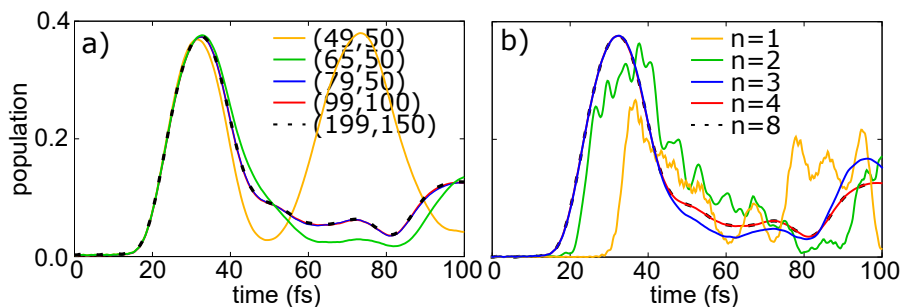 a)
(49,50)
(65,50)
(79,50)
(99,100)
(199,150)
population
0.4
0.2
0.0
0 20 40 60 80 100
time (fs)
b)
n=1
n=2
n=3
n=4
n=8
0 20 40 60 80 100
time (fs)